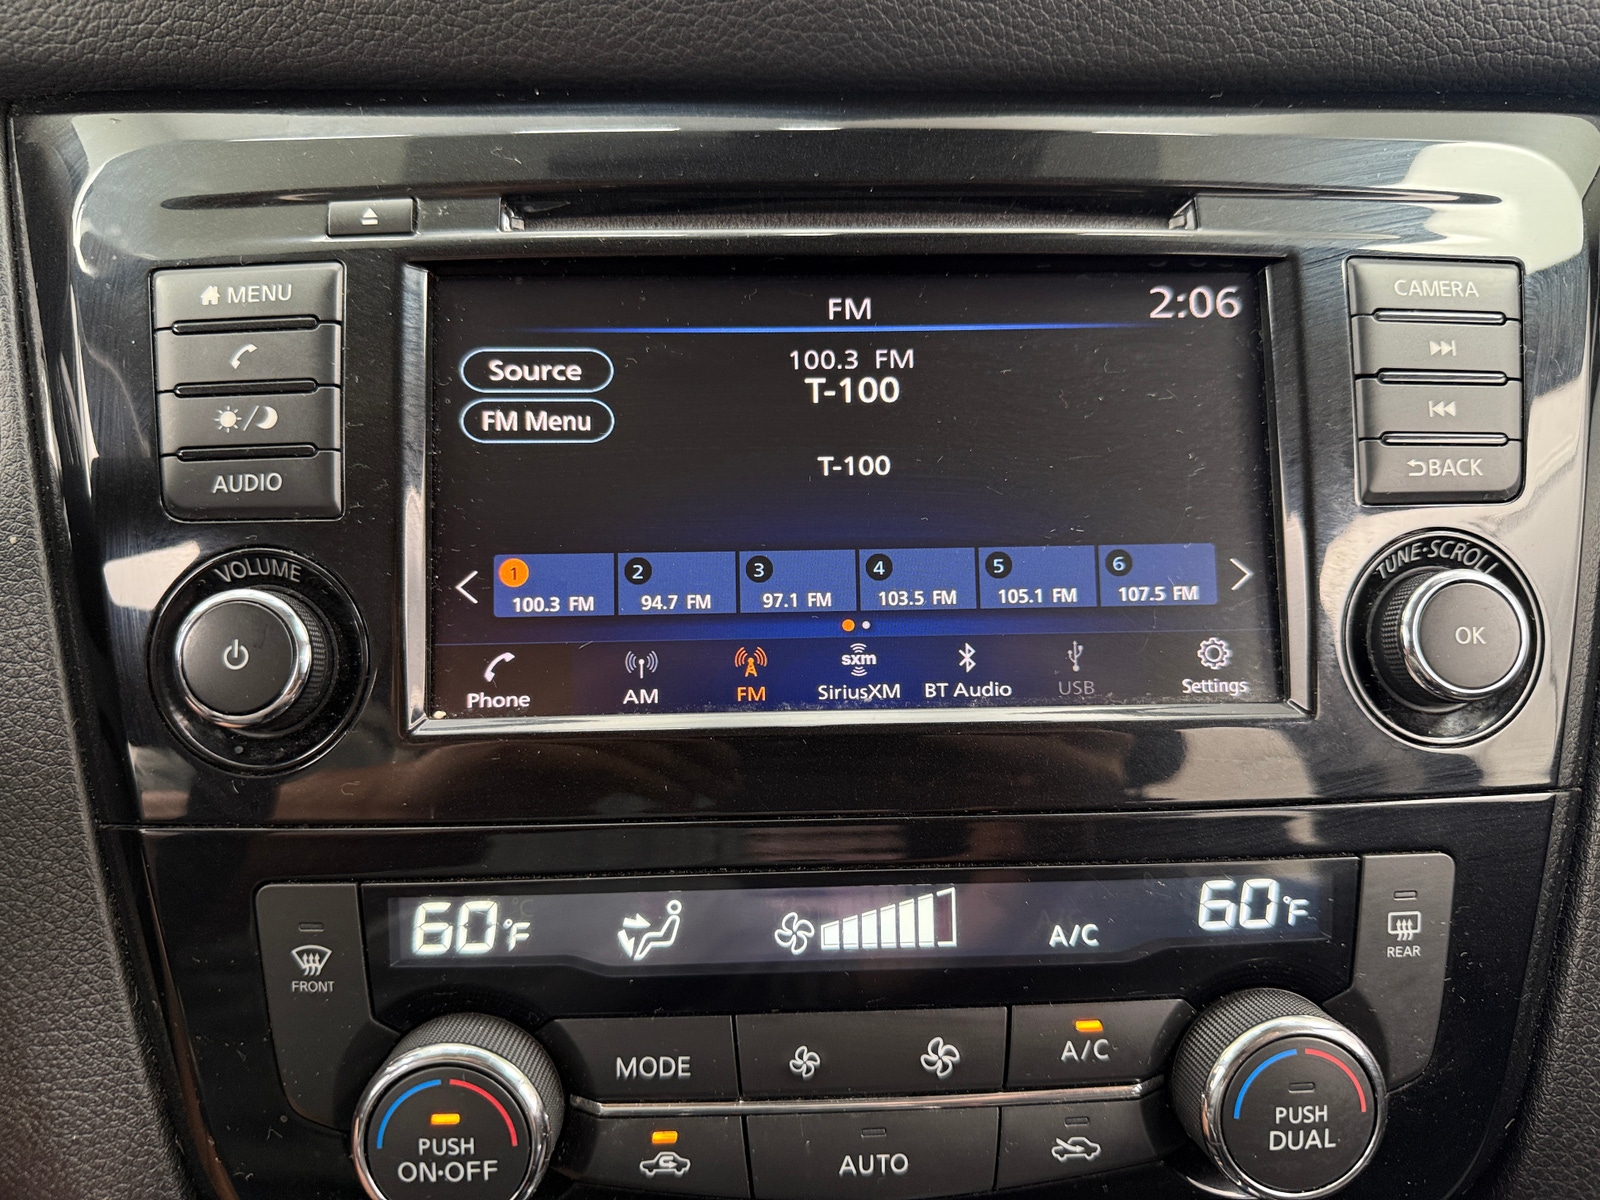 MENU
AUDIO
VOLUME
FM
2:06
Source
FM Menu
100.3 FM
T-100
T-100
1
100.3 FM
2
94.7 FM
3
97.1 FM
4
103.5 FM
5
105.1 FM
6
107.5 FM
Phone
AM
FM
sxm
SiriusXM
BT Audio
USB
Settings
CAMERA
BACK
TUNE·SCROLL
OK
FRONT
60°F
A/C
60°F
REAR
MODE
A/C
PUSH
ON·OFF
AUTO
PUSH
DUAL